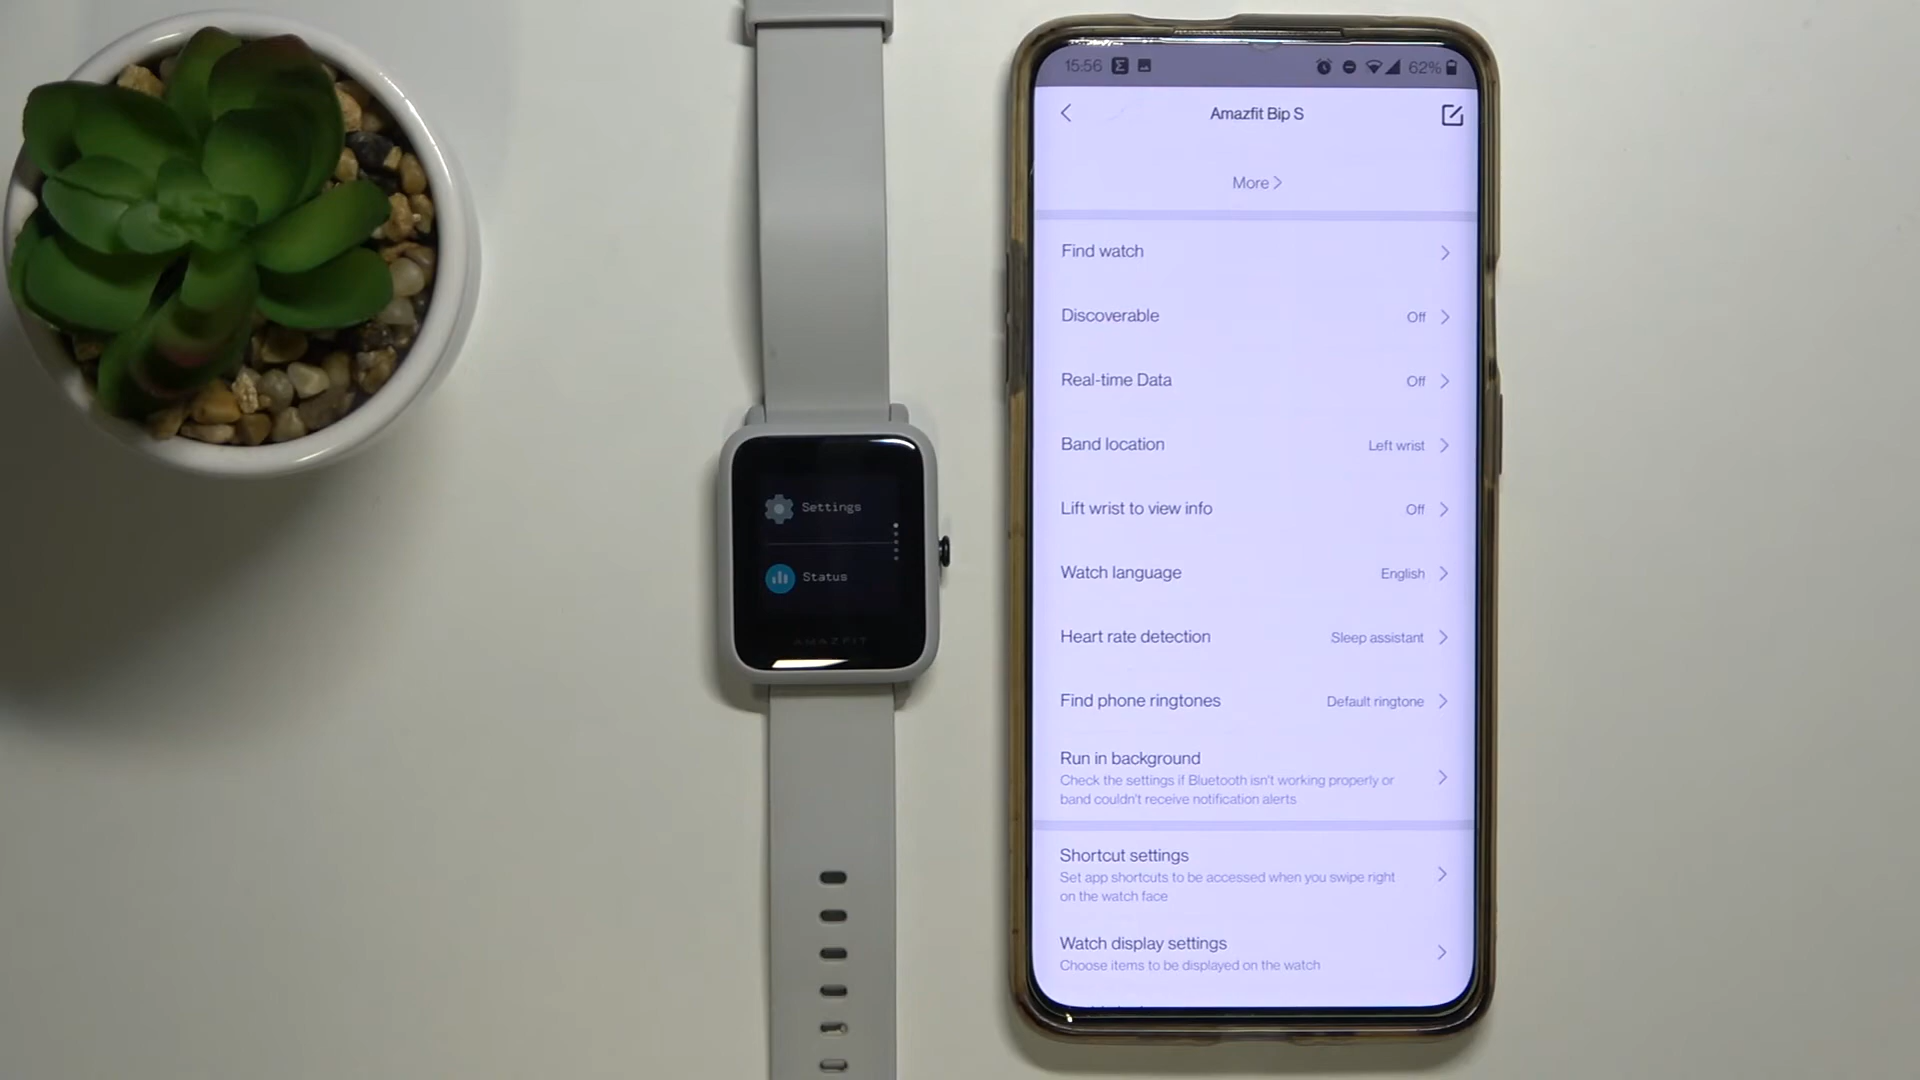 15:56
62%
Amazfit Bip S
More
Find watch
Discoverable Off
Real-time Data Off
Band location Left wrist
Lift wrist to view info Off
Watch language English
Heart rate detection Sleep assistant
Find phone ringtones Default ringtone
Run in background
Check the settings if Bluetooth isn't working properly or
band couldn't receive notification alerts
Shortcut settings
Set app shortcuts to be accessed when you swipe right
on the watch face
Watch display settings
Choose items to be displayed on the watch
Settings
Status
AMAZFIT